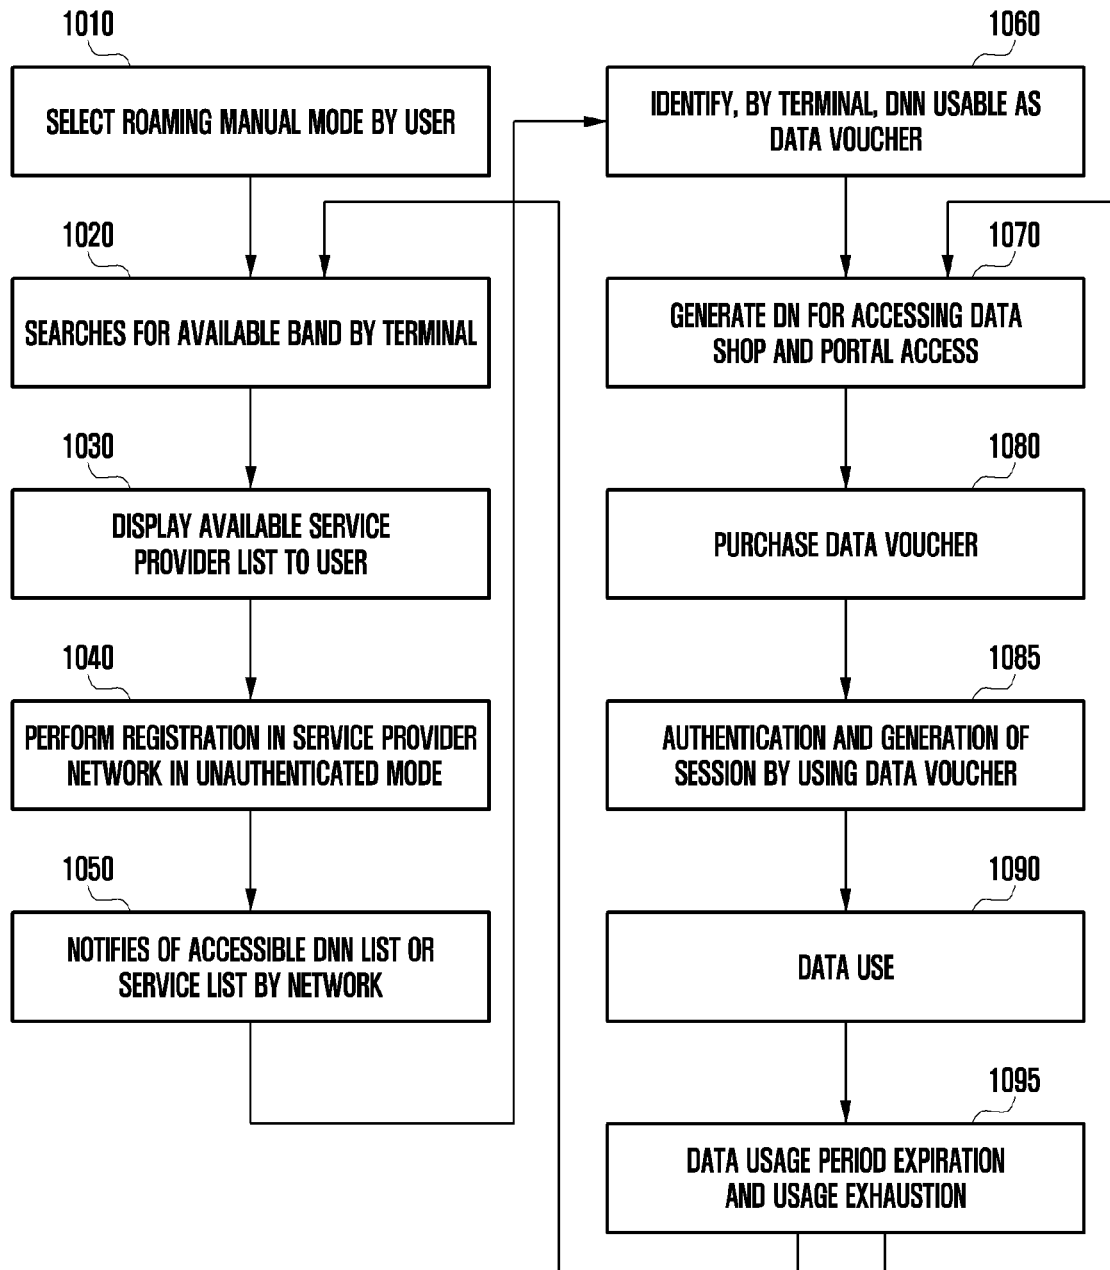 1010
SELECT ROAMING MANUAL MODE BY USER
1020
SEARCHES FOR AVAILABLE BAND BY TERMINAL
1030
DISPLAY AVAILABLE SERVICE
PROVIDER LIST TO USER
1040
PERFORM REGISTRATION IN SERVICE PROVIDER
NETWORK IN UNAUTHENTICATED MODE
1050
NOTIFIES OF ACCESSIBLE DNN LIST OR
SERVICE LIST BY NETWORK
1060
IDENTIFY, BY TERMINAL, DNN USABLE AS
DATA VOUCHER
1070
GENERATE DN FOR ACCESSING DATA
SHOP AND PORTAL ACCESS
1080
PURCHASE DATA VOUCHER
1085
AUTHENTICATION AND GENERATION OF
SESSION BY USING DATA VOUCHER
1090
DATA USE
1095
DATA USAGE PERIOD EXPIRATION
AND USAGE EXHAUSTION